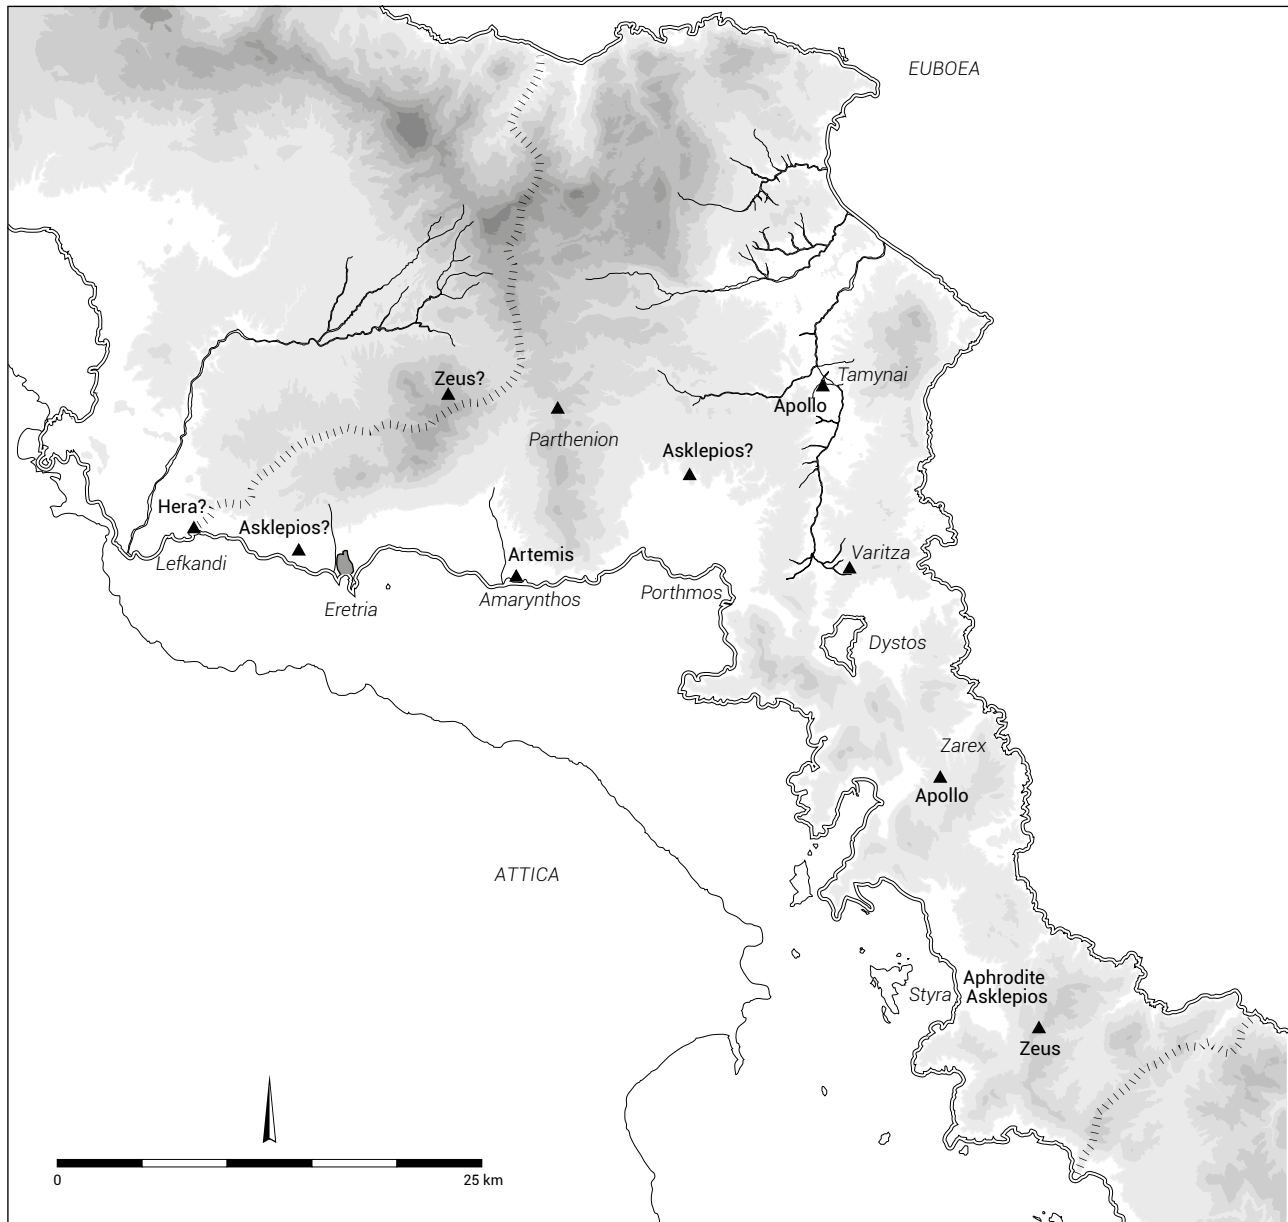 EUBOEA
Zeus?
Tamynai
Apollo
Parthenion
Asklepios?
Hera?
Asklepios?
Lefkandi
Artemis
Varitza
Eretria
Amarynthos
Porthmos
Dystos
Zarex
Apollo
ATTICA
Aphrodite
Styra
Asklepios
Zeus
0
25 km